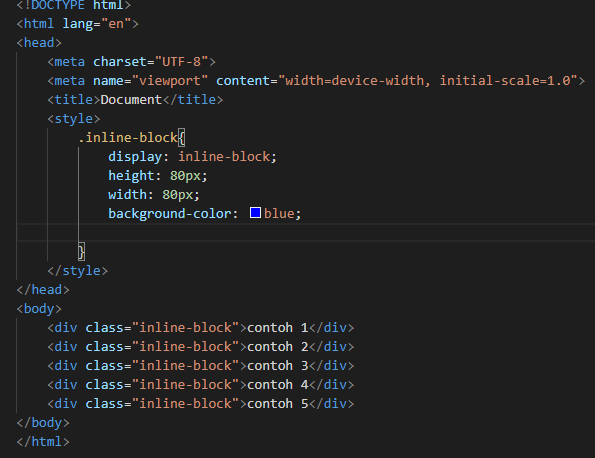 <!DOCTYPE html>
<html lang="en">
<head>
<meta charset="UTF-8">
<meta name="viewport" content="width=device-width, initial-scale=1.0">
<title>Document</title>
<style>
.inline-block{
display: inline-block;
height: 80px;
width: 80px;
background-color: blue;
}
</style>
</head>
<body>
<div class="inline-block">contoh 1</div>
<div class="inline-block">contoh 2</div>
<div class="inline-block">contoh 3</div>
<div class="inline-block">contoh 4</div>
<div class="inline-block">contoh 5</div>
</body>
</html>